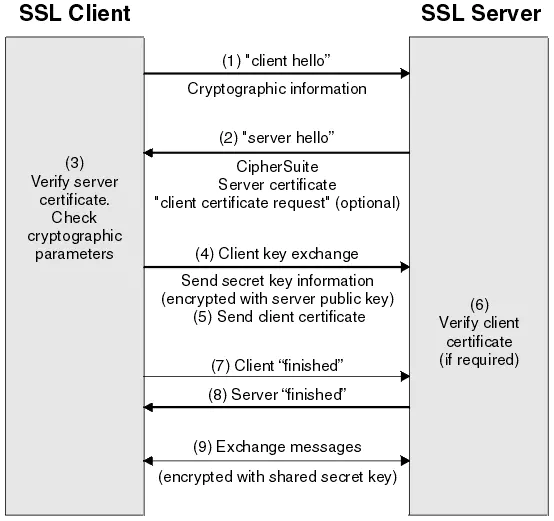 SSL Client
SSL Server
(1) "client hello”
Cryptographic information
(2) "server hello”
CipherSuite
Server certificate
"client certificate request" (optional)
(3)
Verify server
certificate.
Check
cryptographic
parameters
(4) Client key exchange
Send secret key information
(encrypted with server public key)
(5) Send client certificate
(6)
Verify client
certificate
(if required)
(7) Client “finished”
(8) Server “finished”
(9) Exchange messages
(encrypted with shared secret key)